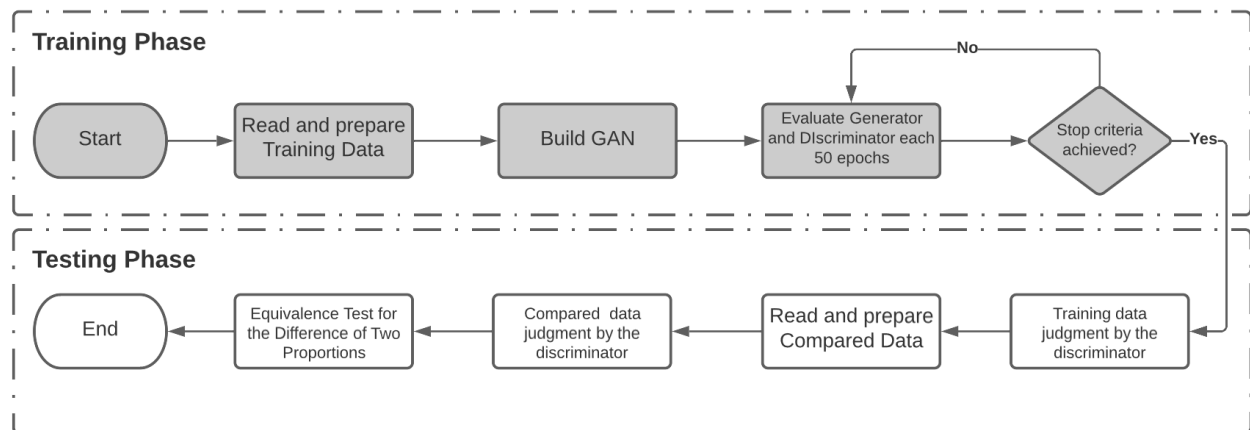 Training Phase
No
Start
Read and prepare
Training Data
Build GAN
Evaluate Generator
and DIscriminator each
50 epochs
Stop criteria
achieved?
Yes
Testing Phase
End
Equivalence Test for
the Difference of Two
Proportions
Compared data
judgment by the
discriminator
Read and prepare
Compared Data
Training data
judgment by the
discriminator